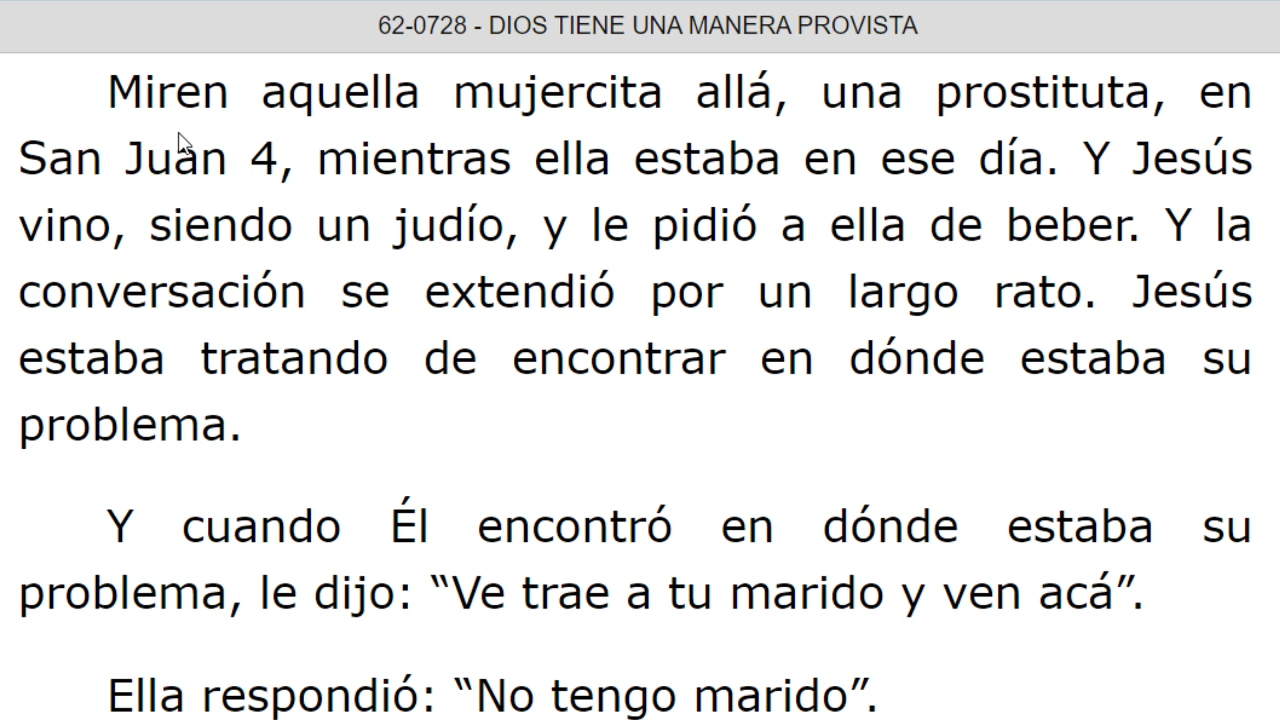 62-0728 - DIOS TIENE UNA MANERA PROVISTA
Miren aquella mujercita allá, una prostituta, en
San Juan 4, mientras ella estaba en ese día. Y Jesús
vino, siendo un judío, y le pidió a ella de beber. Y la
conversación se extendió por un largo rato. Jesús
estaba tratando de encontrar en dónde estaba su
problema.
Y cuando Él encontró en dónde estaba su
problema, le dijo: “Ve trae a tu marido y ven acá”.
Ella respondió: “No tengo marido”.